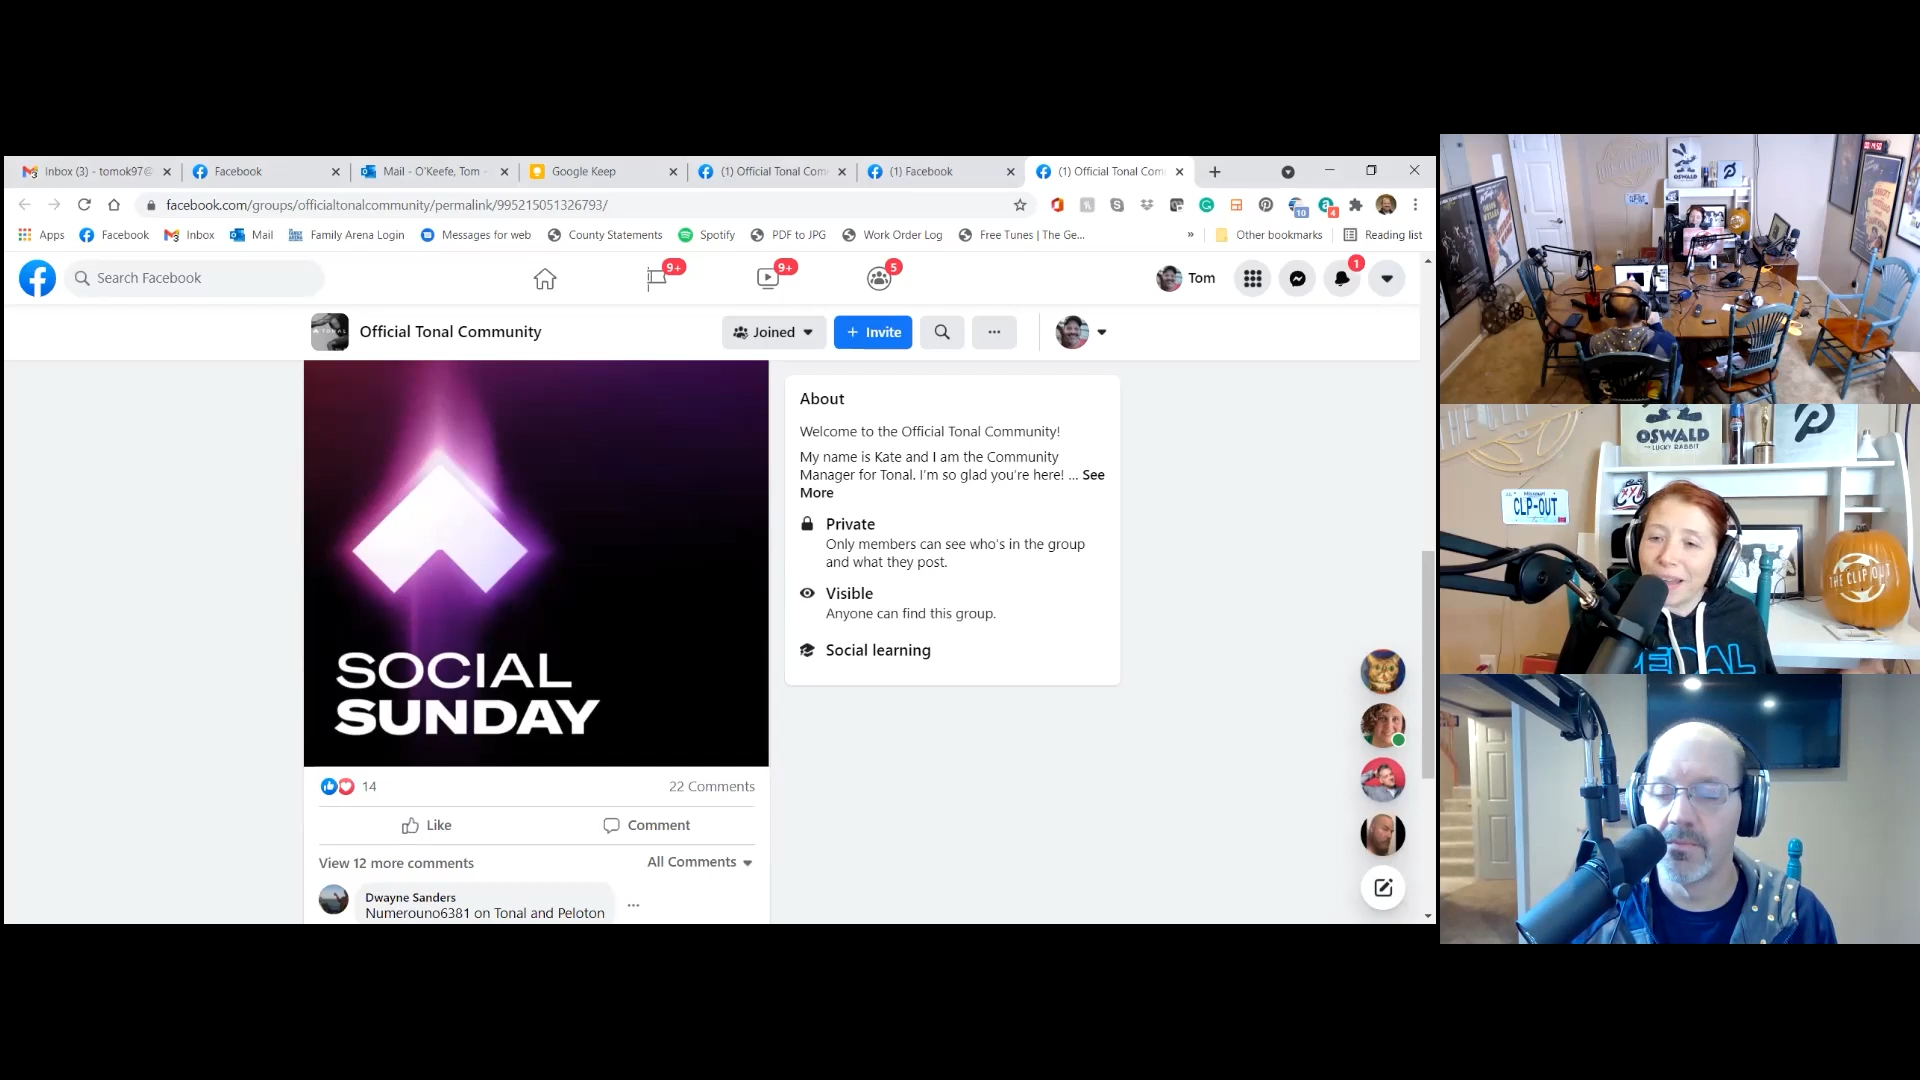 Inbox (3) - tomok97@
Facebook
Mail - O'Keefe, Tom -
Google Keep
(1) Official Tonal Com
(1) Facebook
(1) Official Tonal Com
facebook.com/groups/officialtonalcommunity/permalink/995215051326793/
10
4
Apps
Facebook
Inbox
Mail
Family Arena Login
Messages for web
County Statements
Spotify
PDF to JPG
Work Order Log
Free Tunes | The Ge...
»
Other bookmarks
Reading list
Search Facebook
9+
9+
5
Tom
1
Official Tonal Community
Joined
+ Invite
SOCIAL
SUNDAY
14
22 Comments
Like
Comment
View 12 more comments
All Comments
Dwayne Sanders
Numerouno6381 on Tonal and Peloton
About
Welcome to the Official Tonal Community!
My name is Kate and I am the Community
Manager for Tonal. I'm so glad you're here! ... See
More
Private
Only members can see who's in the group
and what they post.
Visible
Anyone can find this group.
Social learning
OSWALD
OSWALD
THE LUCKY RABBIT
CLP-OUT
THE CLIP OUT
PEDAL